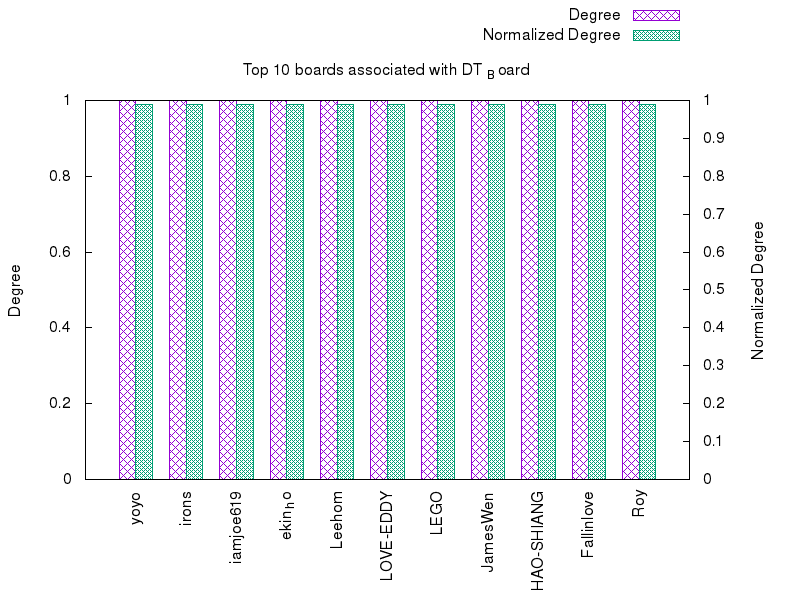 Degree
Normalized Degree
Top 10 boards associated with DT B oard
1
0.8
0.6
0.4
0.2
0
Degree
1
0.9
0.8
0.7
0.6
0.5
0.4
0.3
0.2
0.1
0
Normalized Degree
yoyo
irons
iamjoe619
ekinho
Leehom
LOVE-EDDY
LEGO
JamesWen
HAO-SHIANG
Fallinlove
Roy